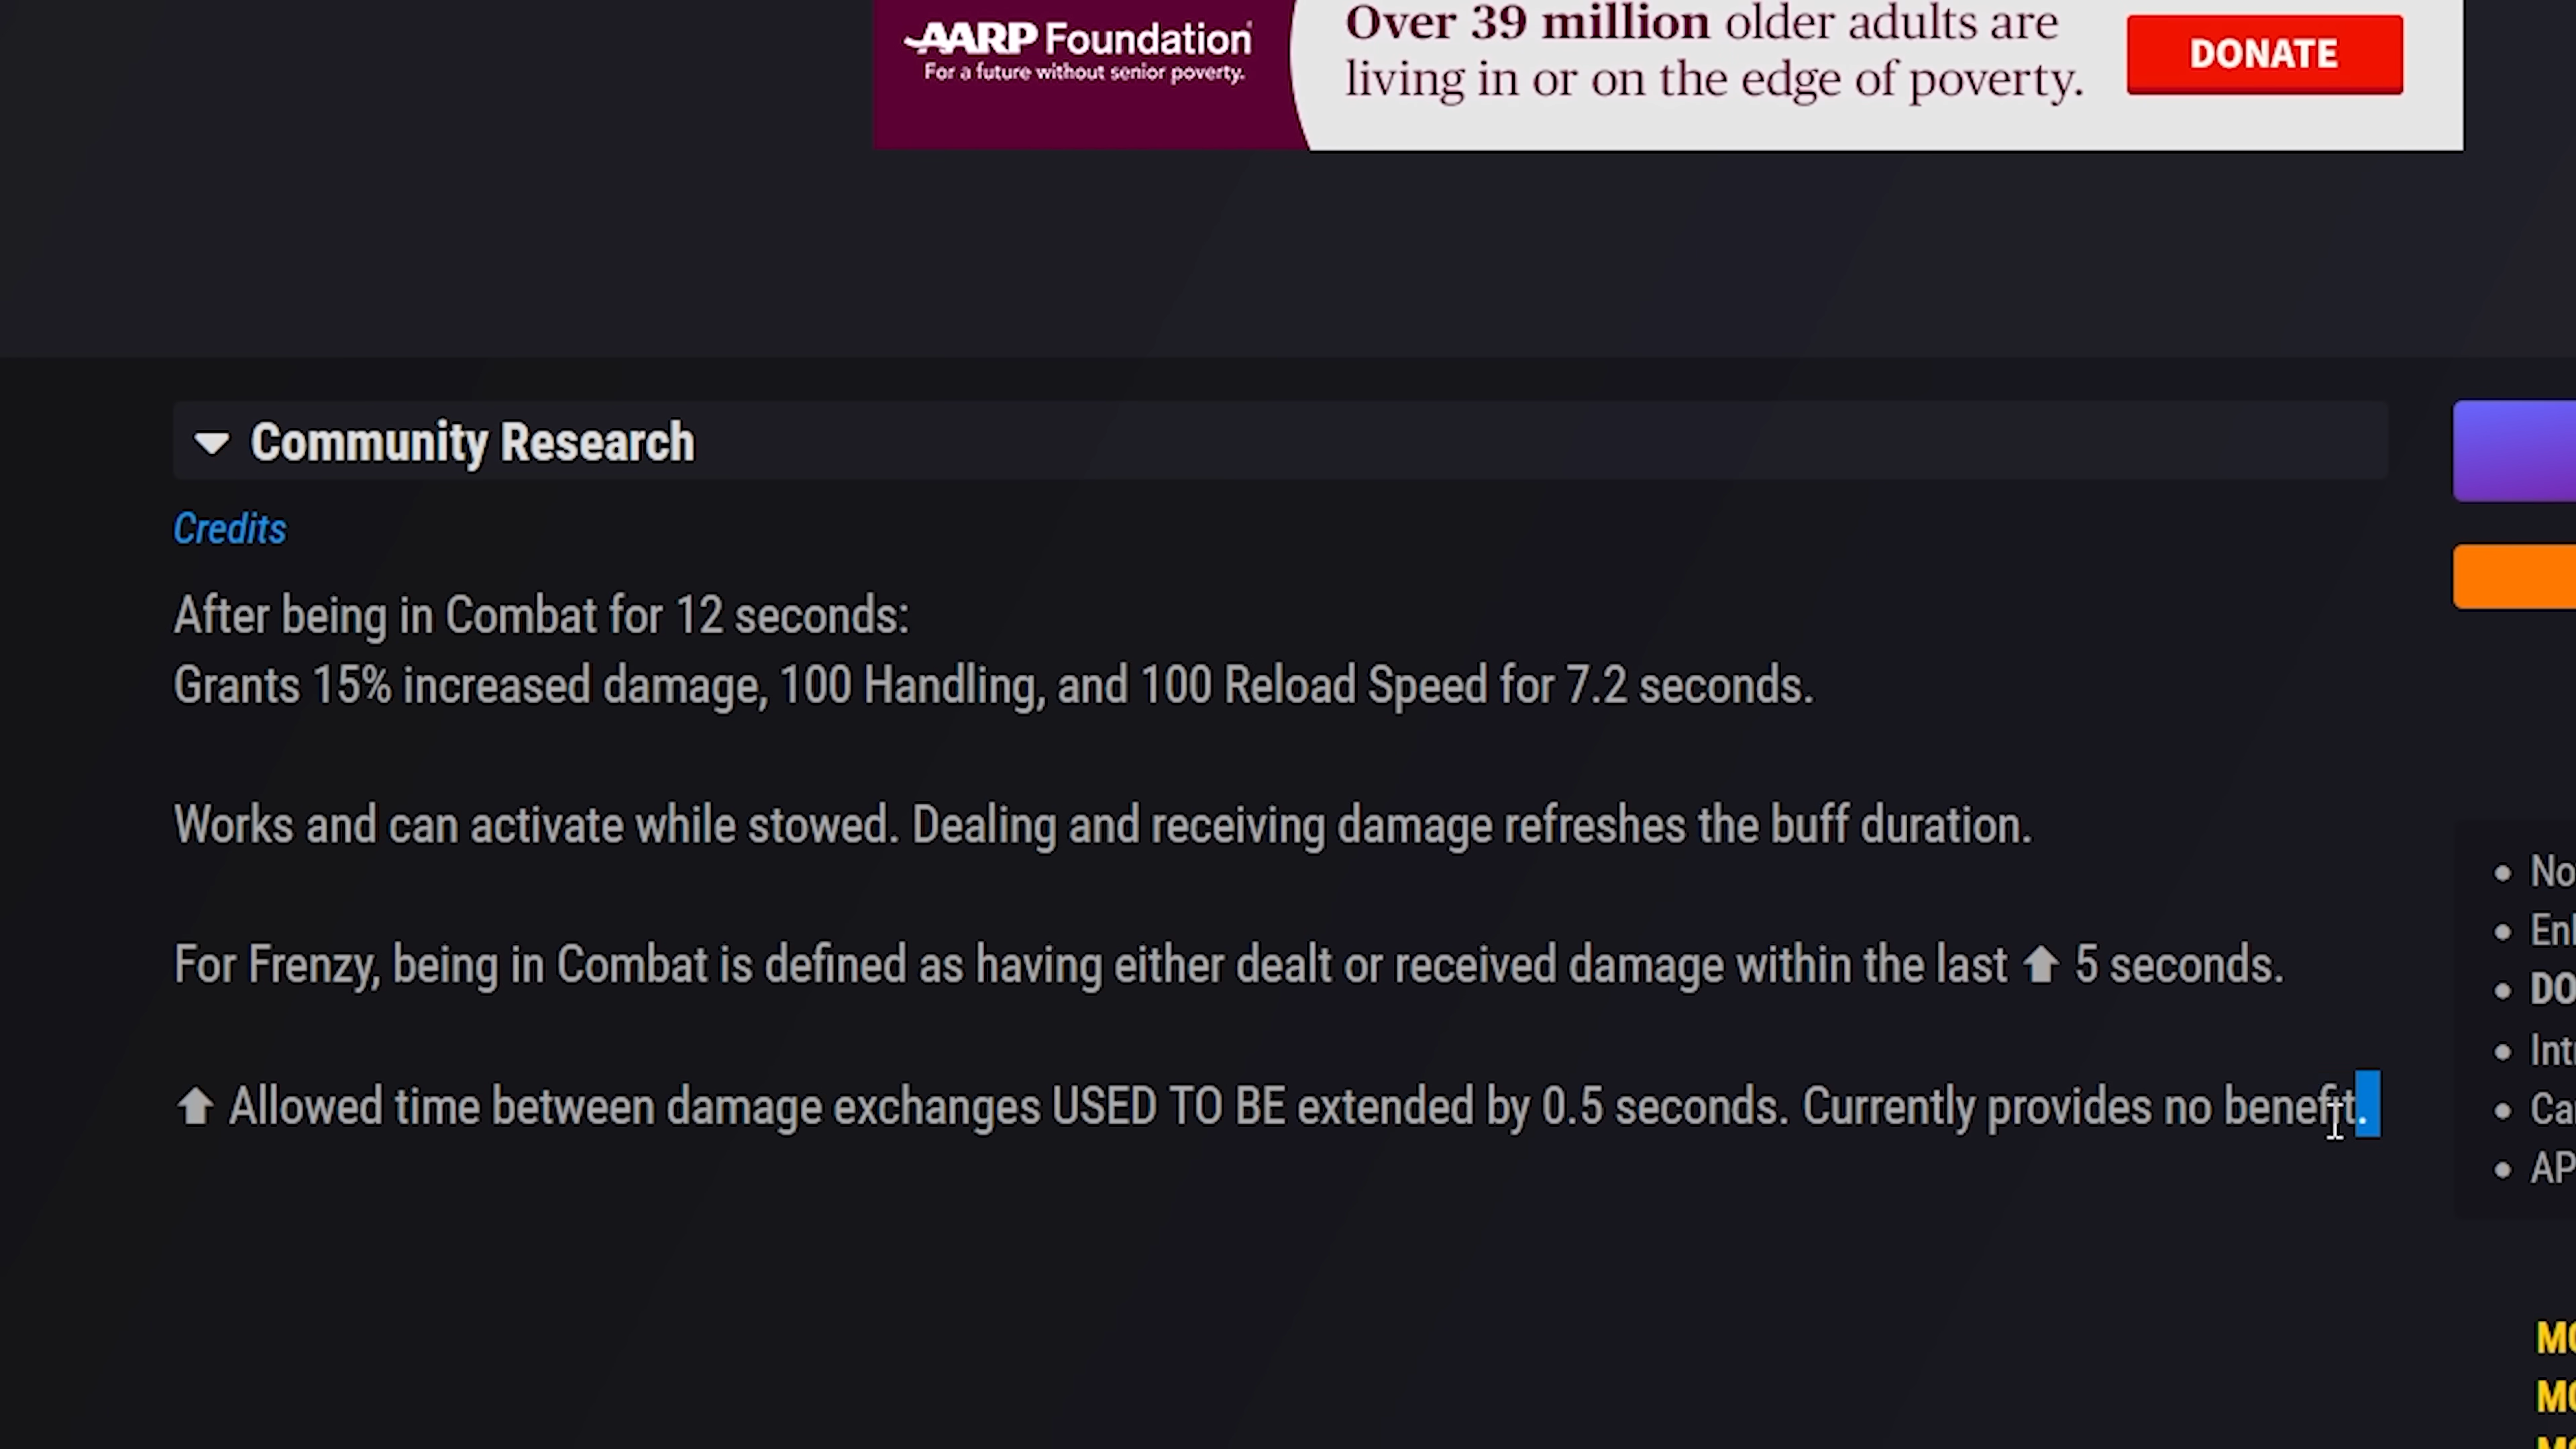 AARP Foundation
For a future without senior poverty.
Over 39 million older adults are
living in or on the edge of poverty.
DONATE
Community Research
Credits
After being in Combat for 12 seconds:
Grants 15% increased damage, 100 Handling, and 100 Reload Speed for 7.2 seconds.
Works and can activate while stowed. Dealing and receiving damage refreshes the buff duration.
For Frenzy, being in Combat is defined as having either dealt or received damage within the last ⬆ 5 seconds.
⬆ Allowed time between damage exchanges USED TO BE extended by 0.5 seconds. Currently provides no benefit.